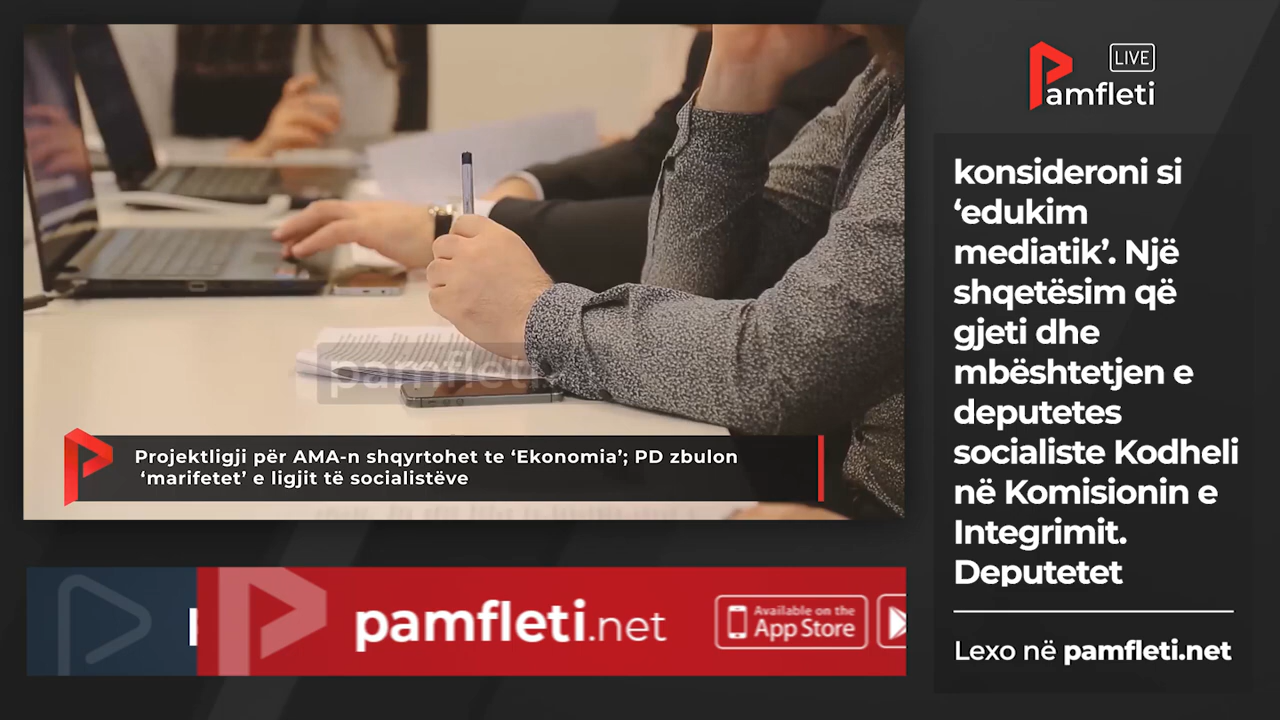 LIVE
Pamfleti
konsideroni si
‘edukim
mediatik’. Një
shqetësim që
gjeti dhe
mbështetjen e
deputetes
socialiste Kodheli
në Komisionin e
Integrimit.
Deputetet
Lexo në pamfleti.net
pamfleti
Projektligji për AMA-n shqyrtohet te ‘Ekonomia’; PD zbulon
‘marifetet’ e ligjit të socialistëve
pamfleti.net
Available on the
App Store